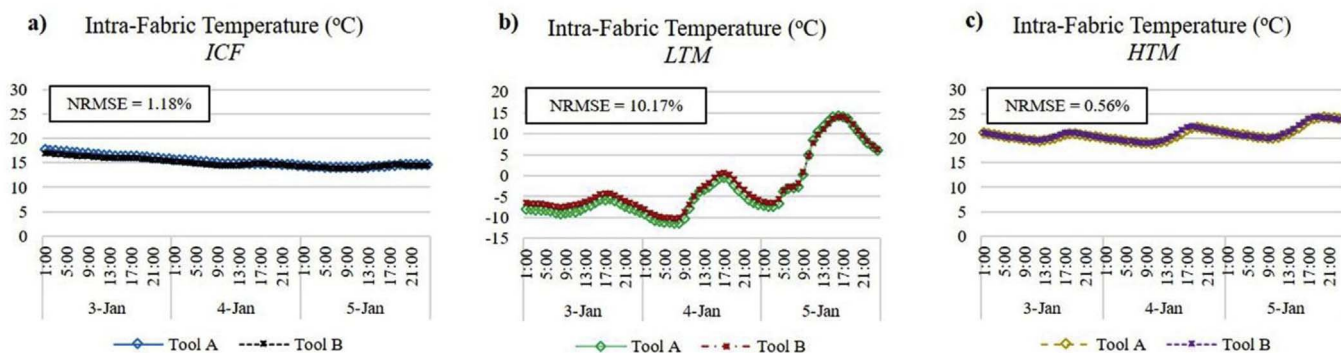 a) Intra-Fabric Temperature (°C)
ICF
NRMSE = 1.18%
30
25
20
15
10
5
0
1:00 5:00 9:00 13:00 17:00 21:00 1:00 5:00 9:00 13:00 17:00 21:00 1:00 5:00 9:00 13:00 17:00 21:00
3-Jan 4-Jan 5-Jan
Tool A Tool B
b) Intra-Fabric Temperature (°C)
LTM
NRMSE = 10.17%
20
15
10
5
0
-5
-10
-15
1:00 5:00 9:00 13:00 17:00 21:00 1:00 5:00 9:00 13:00 17:00 21:00 1:00 5:00 9:00 13:00 17:00 21:00
3-Jan 4-Jan 5-Jan
Tool A Tool B
c) Intra-Fabric Temperature (°C)
HTM
NRMSE = 0.56%
30
25
20
15
10
5
0
1:00 5:00 9:00 13:00 17:00 21:00 1:00 5:00 9:00 13:00 17:00 21:00 1:00 5:00 9:00 13:00 17:00 21:00
3-Jan 4-Jan 5-Jan
Tool A Tool B